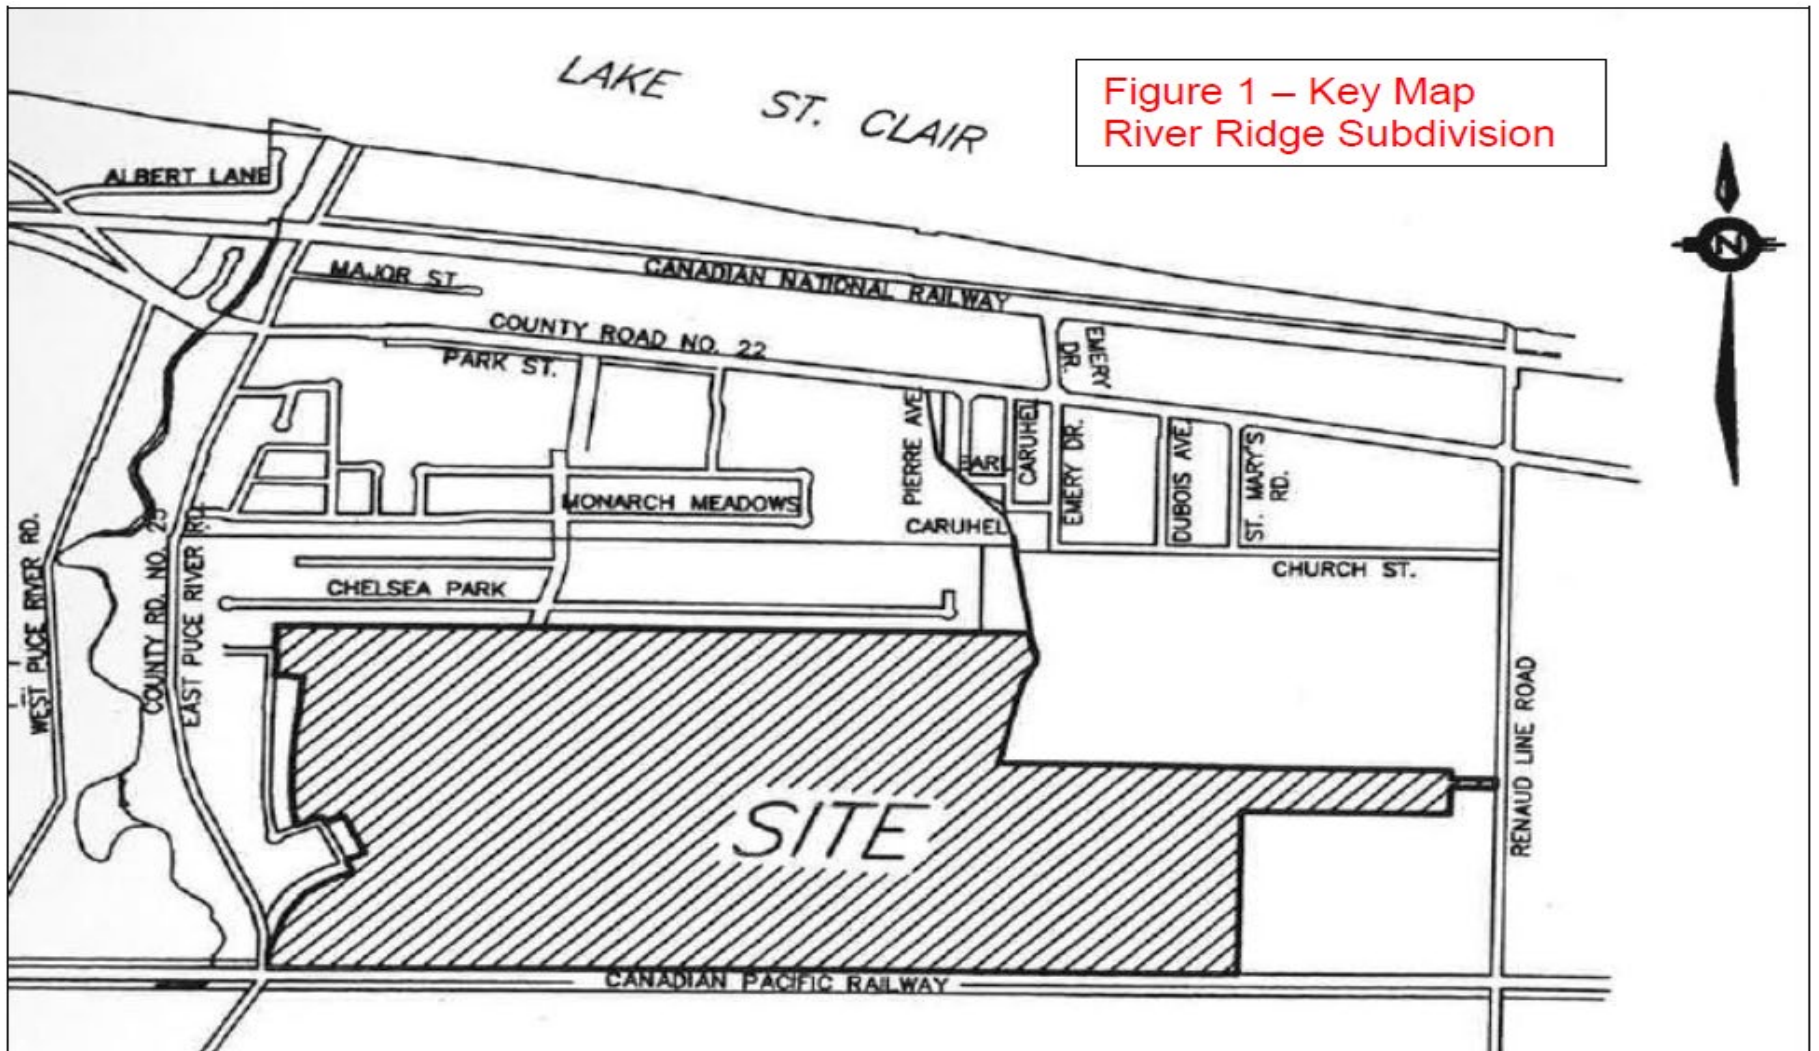 LAKE ST. CLAIR
Figure 1 – Key Map
River Ridge Subdivision
ALBERT LANE
N
MAJOR ST
CANADIAN NATIONAL RAILWAY
COUNTY ROAD NO. 22
PARK ST.
EMERY
DR.
PIERRE AVE.
CARUHEL
EMERY DR.
DUBOIS AVE.
ST. MARY'S
RD.
MONARCH MEADOWS
CARUHEL
CHURCH ST.
CHELSEA PARK
WEST PUCE RIVER RD.
COUNTY RD. NO. 25
EAST PUCE RIVER RD.
RENAUD LINE ROAD
SITE
CANADIAN PACIFIC RAILWAY